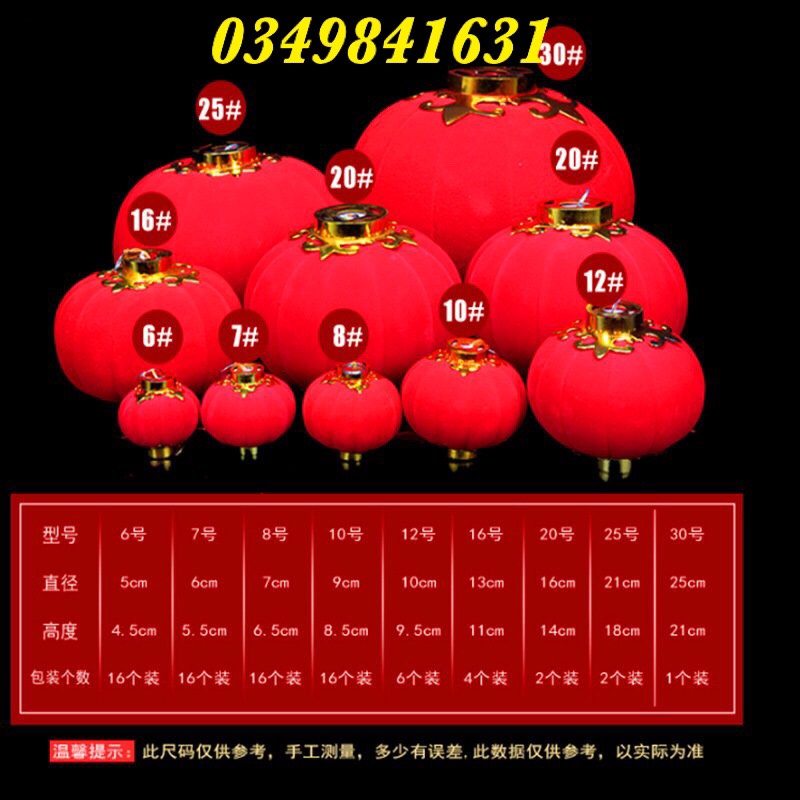 0349841631
30#
25#
20#
20#
16#
12#
10#
6#
7#
8#
型号 6号 7号 8号 10号 12号 16号 20号 25号 30号
直径 5cm 6cm 7cm 9cm 10cm 13cm 16cm 21cm 25cm
高度 4.5cm 5.5cm 6.5cm 8.5cm 9.5cm 11cm 14cm 18cm 21cm
包装个数 16个装 16个装 16个装 16个装 6个装 4个装 2个装 2个装 1个装
温馨提示: 此尺码仅供参考，手工测量，多少有误差,此数据仅供参考，以实际为准